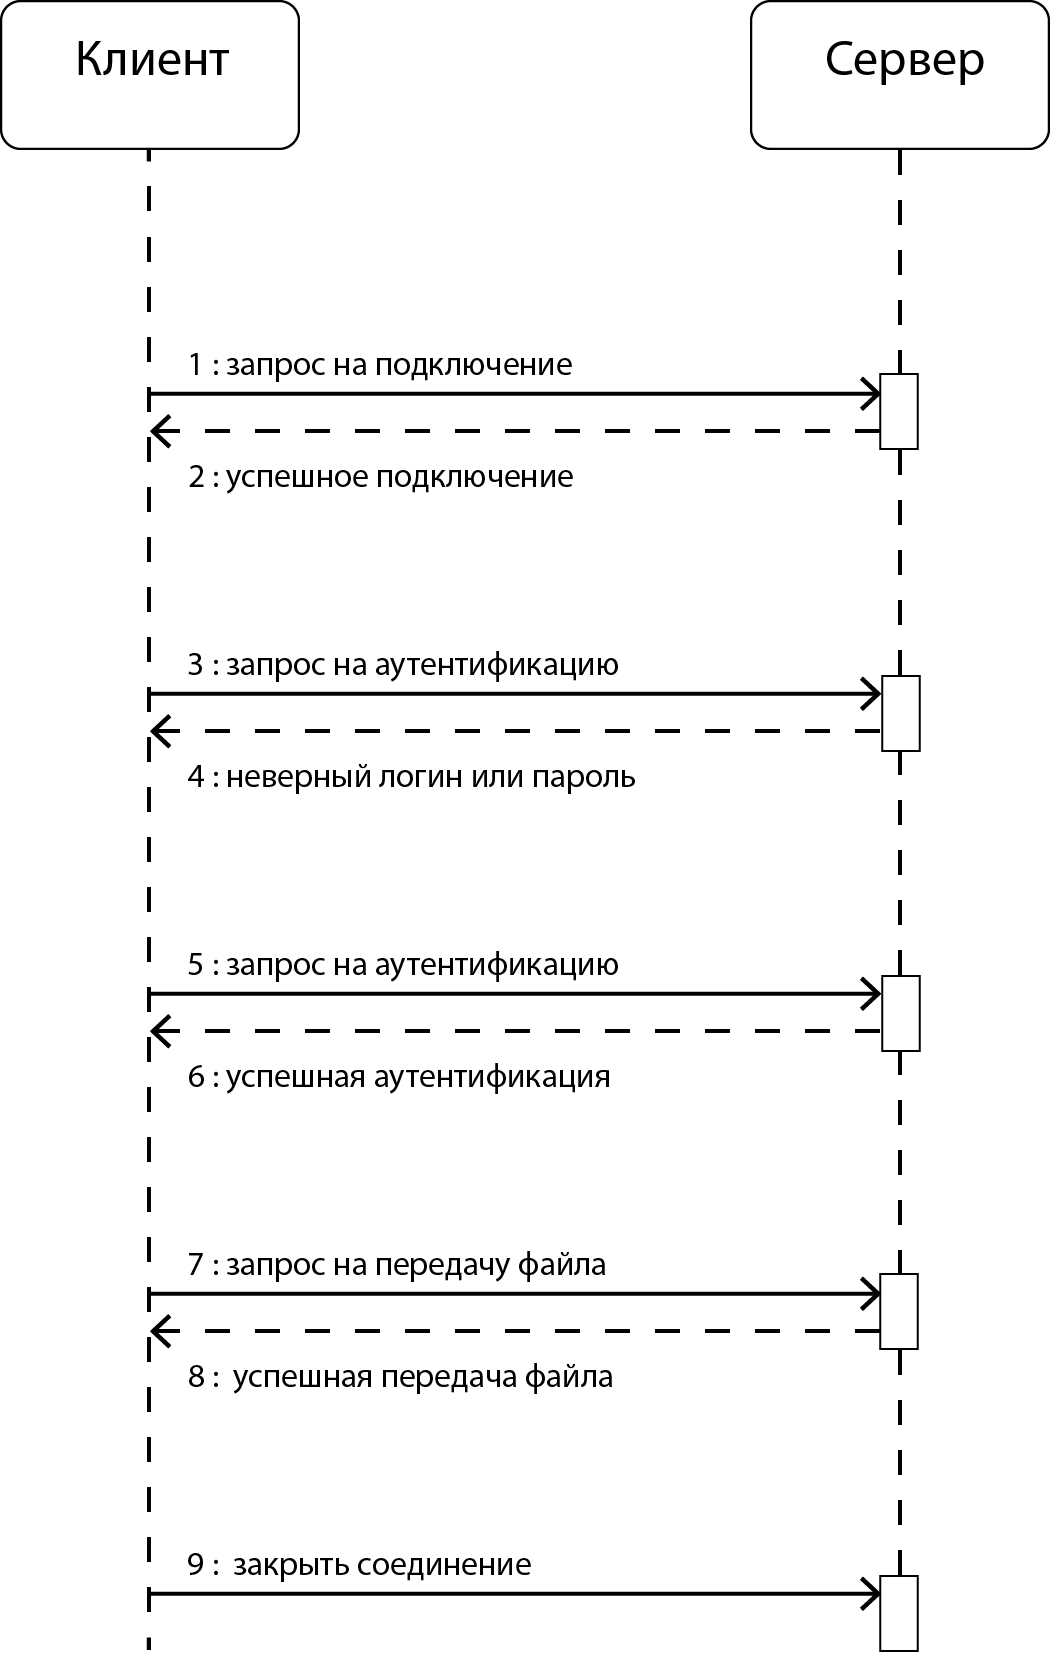 Клиент
Сервер
1 : запрос на подключение
2 : успешное подключение
3 : запрос на аутентификацию
4 : неверный логин или пароль
5 : запрос на аутентификацию
6 : успешная аутентификация
7 : запрос на передачу файла
8 : успешная передача файла
9 : закрыть соединение